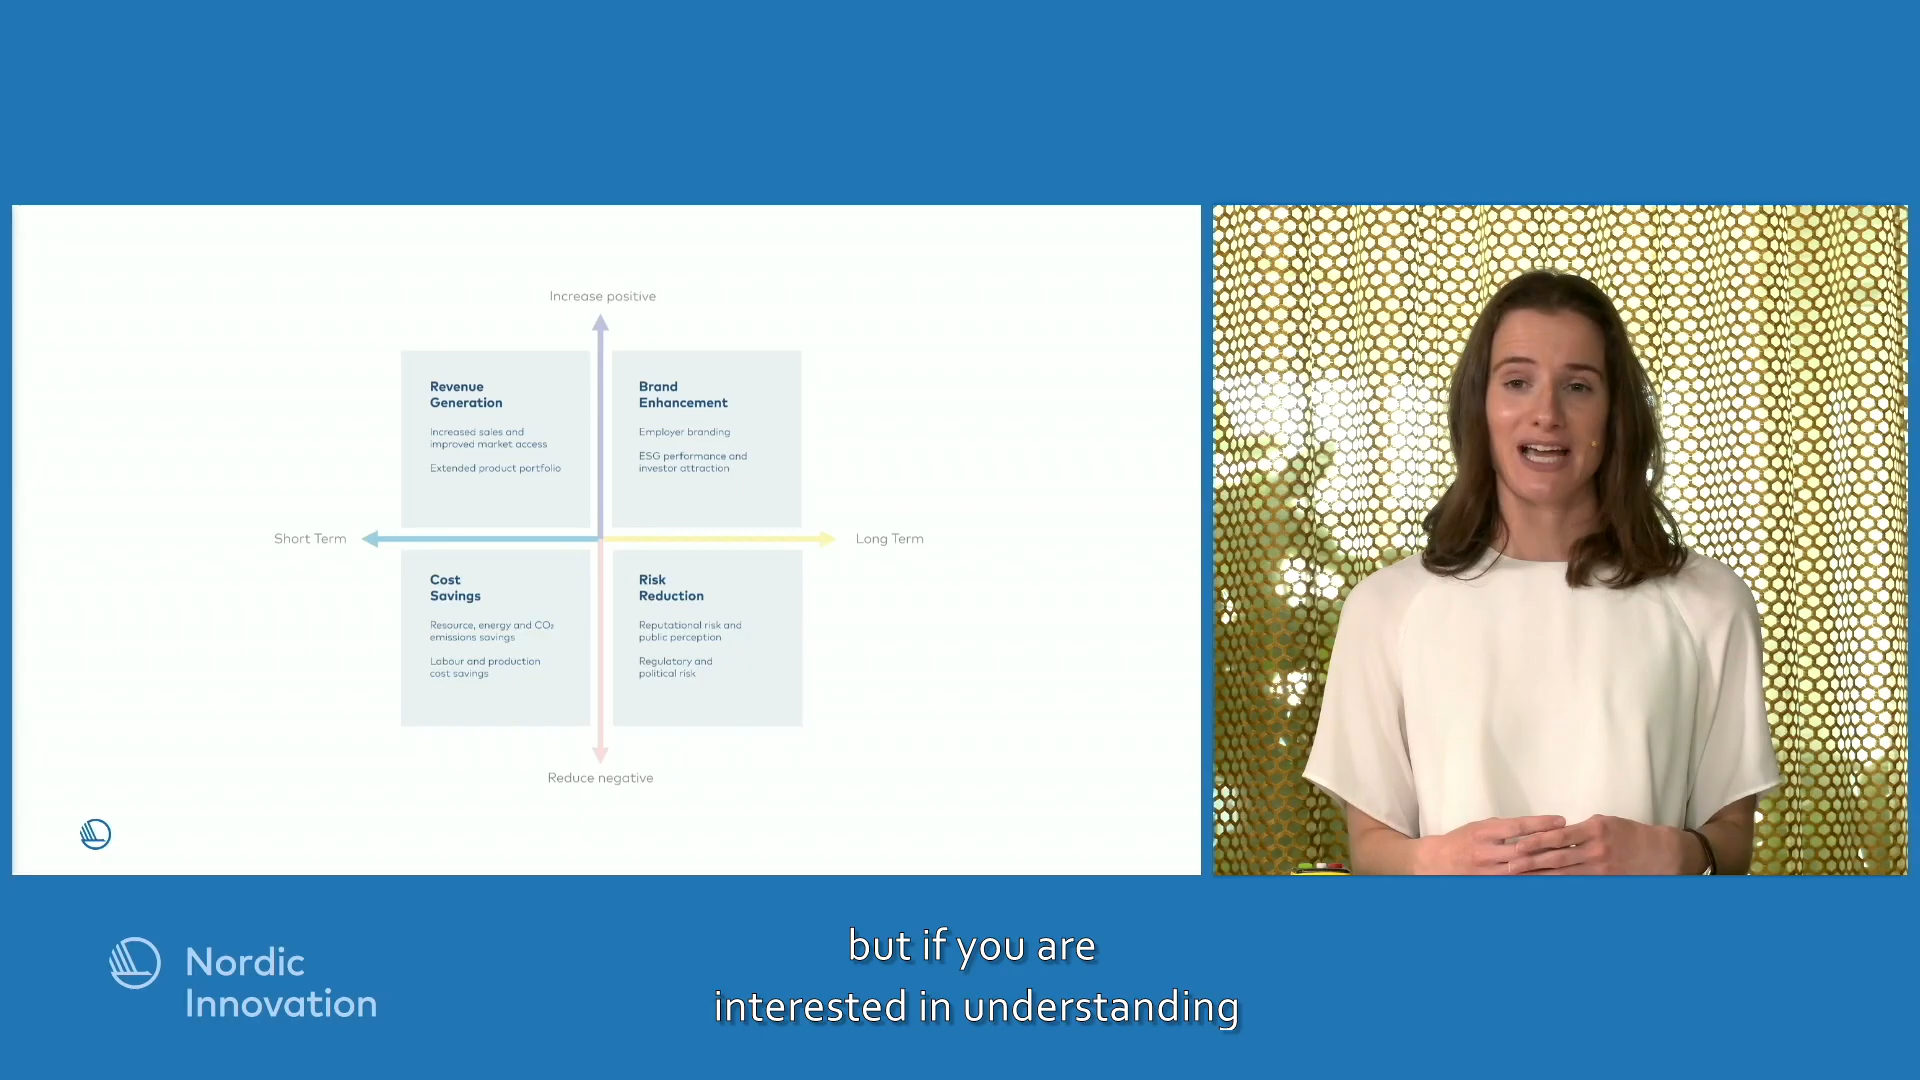 Increase positive
Revenue
Generation
Increased sales and
improved market access
Extended product portfolio
Brand
Enhancement
Employer branding
ESG performance and
investor attraction
Short Term
Long Term
Cost
Savings
Resource, energy and CO₂
emissions savings
Labour and production
cost savings
Risk
Reduction
Reputational risk and
public perception
Regulatory and
political risk
Reduce negative
Nordic
Innovation
but if you are
interested in understanding